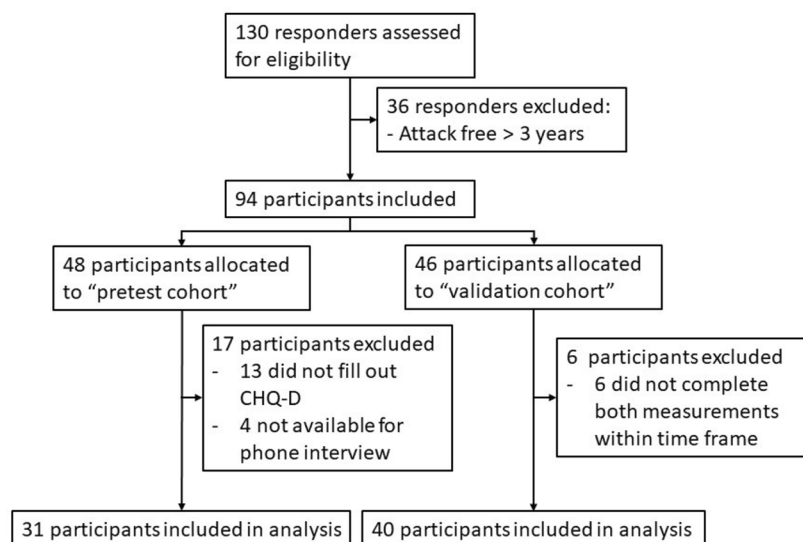 130 responders assessed
for eligibility
36 responders excluded:
- Attack free > 3 years
94 participants included
48 participants allocated
to “pretest cohort”
46 participants allocated
to “validation cohort”
17 participants excluded
- 13 did not fill out
CHQ-D
- 4 not available for
phone interview
6 participants excluded
- 6 did not complete
both measurements
within time frame
31 participants included in analysis
40 participants included in analysis